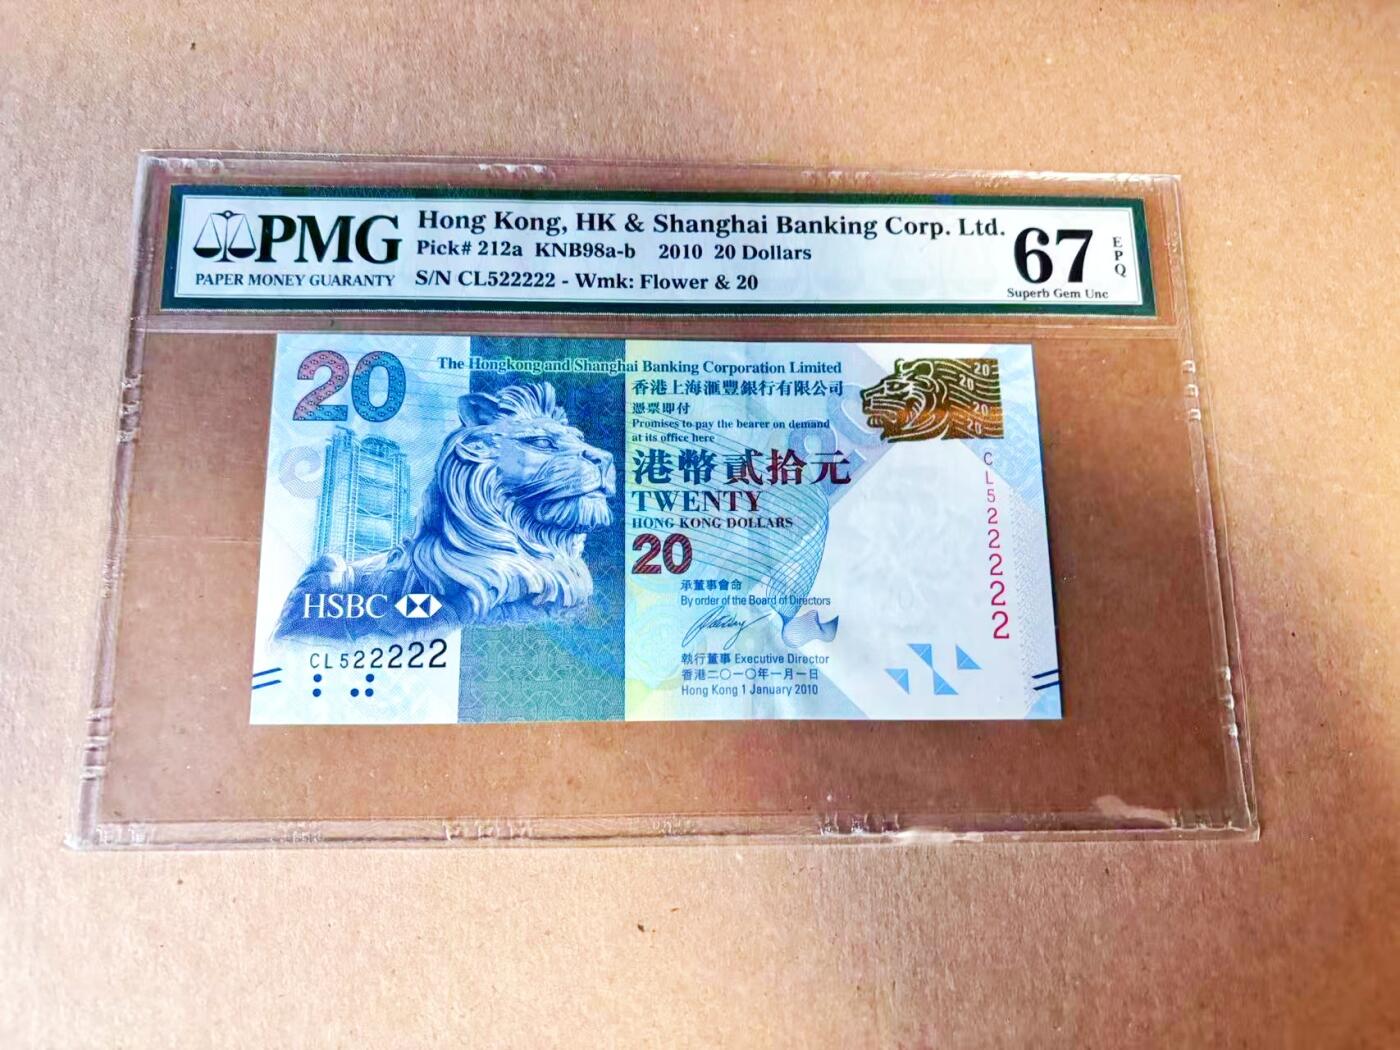 PMG
PAPER MONEY GUARANTY
Hong Kong, HK & Shanghai Banking Corp. Ltd.
Pick# 212a KNB98a-b 2010 20 Dollars
S/N CL522222 - Wmk: Flower & 20
67
EPQ
Superb Gem Unc
20
The Hongkong and Shanghai Banking Corporation Limited
香港上海滙豐銀行有限公司
憑票即付
Promises to pay the bearer on demand
at its office here
港幣貳拾元
TWENTY
HONG KONG DOLLARS
20
承董事會命
By order of the Board of Directors
執行董事 Executive Director
香港二〇一〇年一月一日
Hong Kong 1 January 2010
HSBC
CL522222
20
20
20
20
CL522222